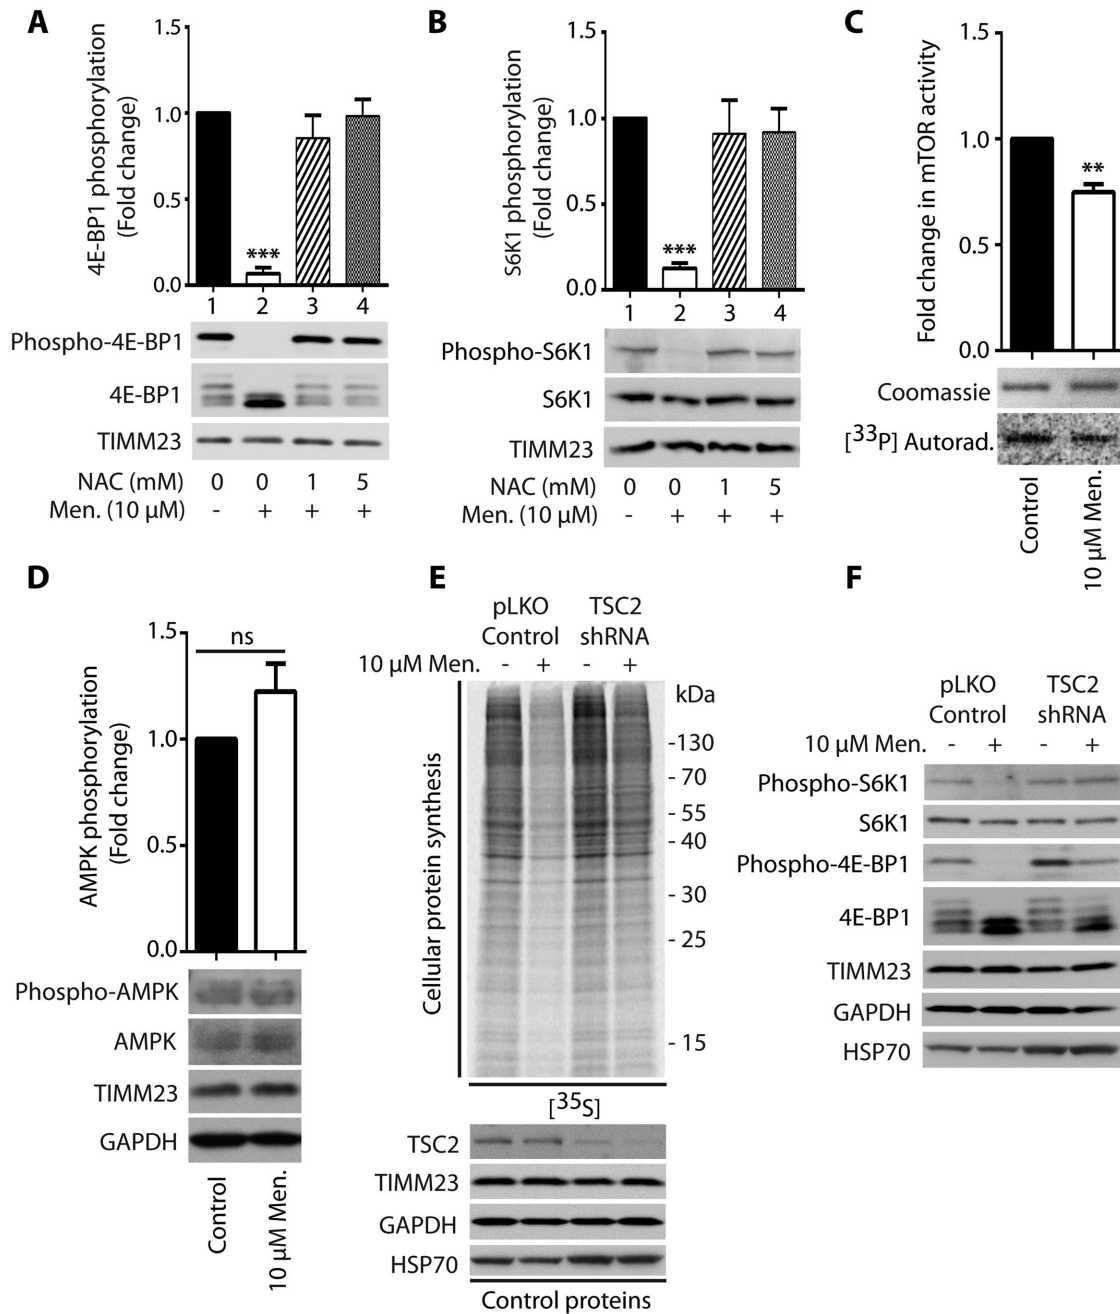 A
4E-BP1 phosphorylation
(Fold change)
1.5
1.0
0.5
0.0
***
1 2 3 4
Phospho-4E-BP1
4E-BP1
TIMM23
NAC (mM) 0 0 1 5
Men. (10 µM) - + + +
B
S6K1 phosphorylation
(Fold change)
1.5
1.0
0.5
0.0
***
1 2 3 4
Phospho-S6K1
S6K1
TIMM23
NAC (mM) 0 0 1 5
Men. (10 µM) - + + +
C
Fold change in mTOR activity
1.5
1.0
0.5
0.0
**
Coomassie
[33P] Autorad.
Control
10 µM Men.
D
AMPK phosphorylation
(Fold change)
1.5
1.0
0.5
0.0
ns
Phospho-AMPK
AMPK
TIMM23
GAPDH
Control
10 µM Men.
E
pLKO TSC2
Control shRNA
10 µM Men. - + - +
Cellular protein synthesis
kDa
-130
- 70
- 55
- 40
- 30
- 25
- 15
[35S]
TSC2
TIMM23
GAPDH
HSP70
Control proteins
F
pLKO TSC2
Control shRNA
10 µM Men. - + - +
Phospho-S6K1
S6K1
Phospho-4E-BP1
4E-BP1
TIMM23
GAPDH
HSP70